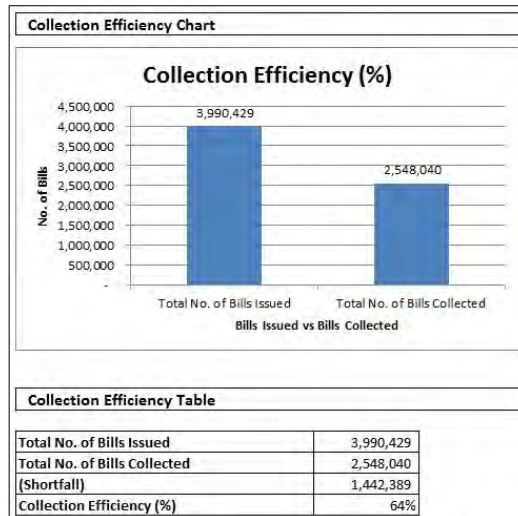 Collection Efficiency Chart
Collection Efficiency (%)
4,500,000
4,000,000
3,500,000
3,000,000
2,500,000
2,000,000
1,500,000
1,000,000
500,000
-
No. of Bills
3,990,429
2,548,040
Total No. of Bills Issued
Total No. of Bills Collected
Bills Issued vs Bills Collected
Collection Efficiency Table
Total No. of Bills Issued 3,990,429
Total No. of Bills Collected 2,548,040
(Shortfall) 1,442,389
Collection Efficiency (%) 64%